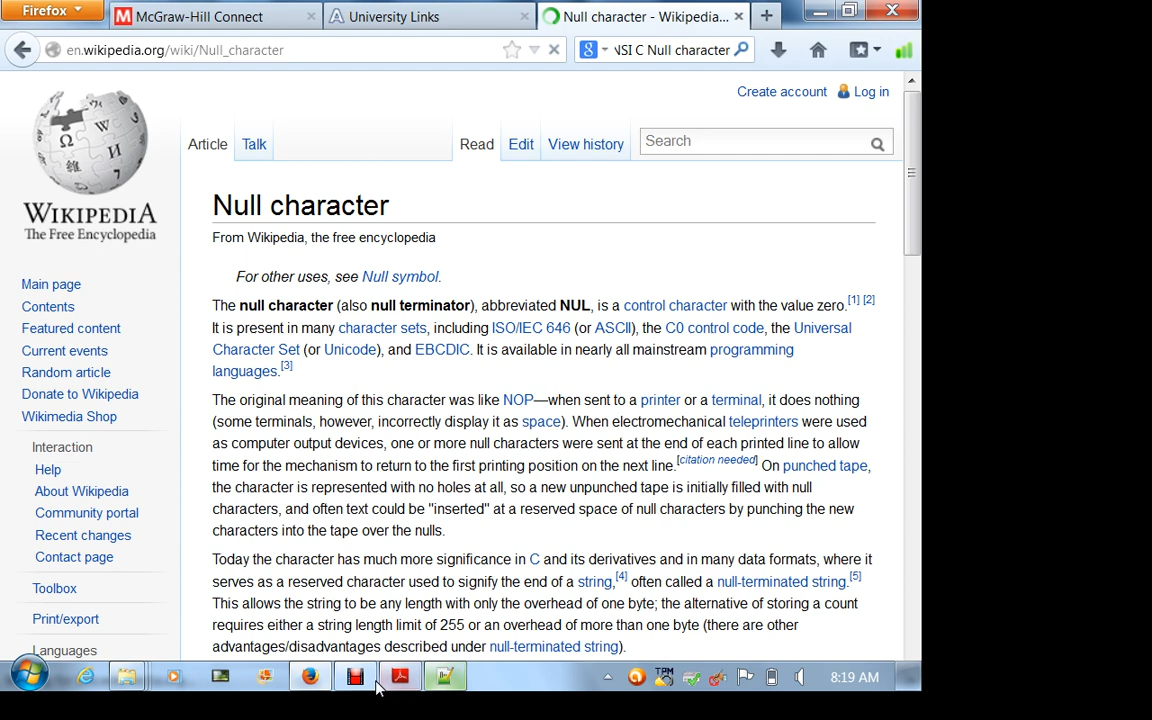 Firefox
McGraw-Hill Connect
University Links
Null character - Wikipedia...
en.wikipedia.org/wiki/Null_character
NSI C Null character
Create account Log in
Article Talk Read Edit View history Search
WIKIPEDIA
The Free Encyclopedia
Main page
Contents
Featured content
Current events
Random article
Donate to Wikipedia
Wikimedia Shop
Interaction
Help
About Wikipedia
Community portal
Recent changes
Contact page
Toolbox
Print/export
Languages
Null character
From Wikipedia, the free encyclopedia
For other uses, see Null symbol.
The null character (also null terminator), abbreviated NUL, is a control character with the value zero.[1] [2]
It is present in many character sets, including ISO/IEC 646 (or ASCII), the C0 control code, the Universal
Character Set (or Unicode), and EBCDIC. It is available in nearly all mainstream programming
languages.[3]
The original meaning of this character was like NOP—when sent to a printer or a terminal, it does nothing
(some terminals, however, incorrectly display it as space). When electromechanical teleprinters were used
as computer output devices, one or more null characters were sent at the end of each printed line to allow
time for the mechanism to return to the first printing position on the next line.[citation needed] On punched tape,
the character is represented with no holes at all, so a new unpunched tape is initially filled with null
characters, and often text could be "inserted" at a reserved space of null characters by punching the new
characters into the tape over the nulls.
Today the character has much more significance in C and its derivatives and in many data formats, where it
serves as a reserved character used to signify the end of a string,[4] often called a null-terminated string.[5]
This allows the string to be any length with only the overhead of one byte; the alternative of storing a count
requires either a string length limit of 255 or an overhead of more than one byte (there are other
advantages/disadvantages described under null-terminated string).
8:19 AM